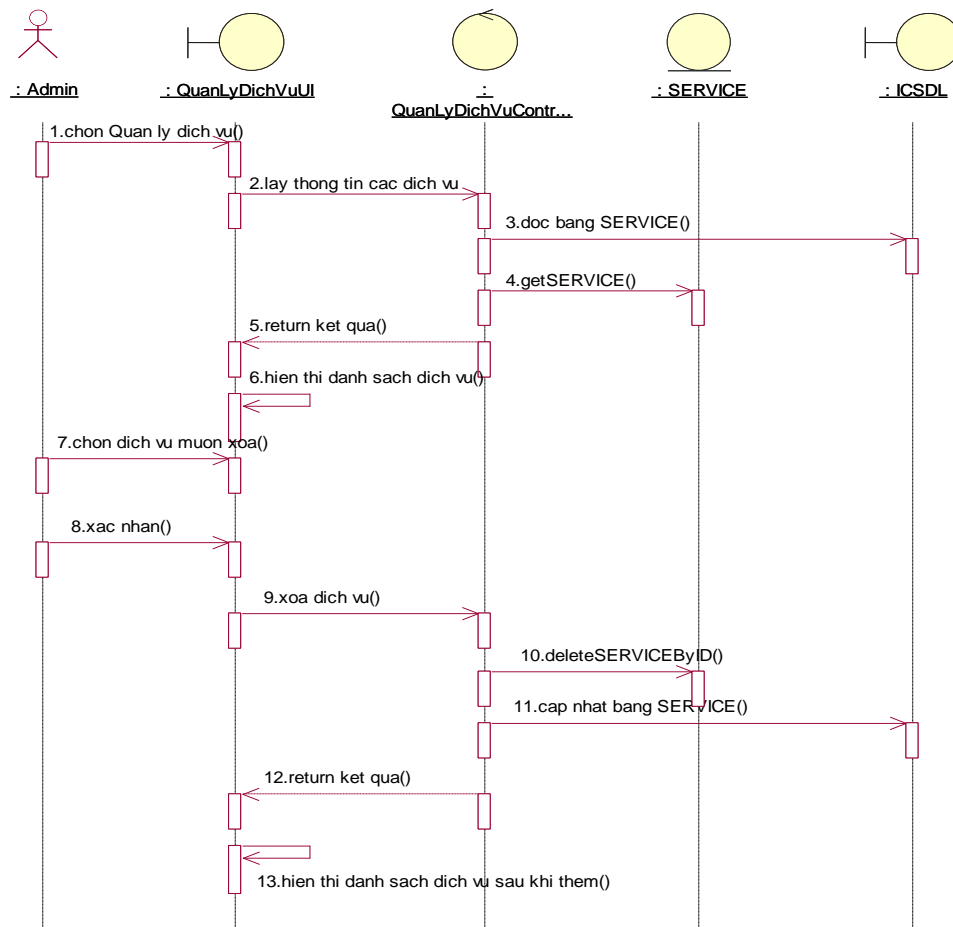 : Admin
: QuanLyDichVuUI
:
QuanLyDichVuContr...
: SERVICE
: ICSDL
1.chon Quan ly dich vu()
2.lay thong tin cac dich vu
3.doc bang SERVICE()
4.getSERVICE()
5.return ket qua()
6.hien thi danh sach dich vu()
7.chon dich vu muon xoa()
8.xac nhan()
9.xoa dich vu()
10.deleteSERVICEByID()
11.cap nhat bang SERVICE()
12.return ket qua()
13.hien thi danh sach dich vu sau khi them()